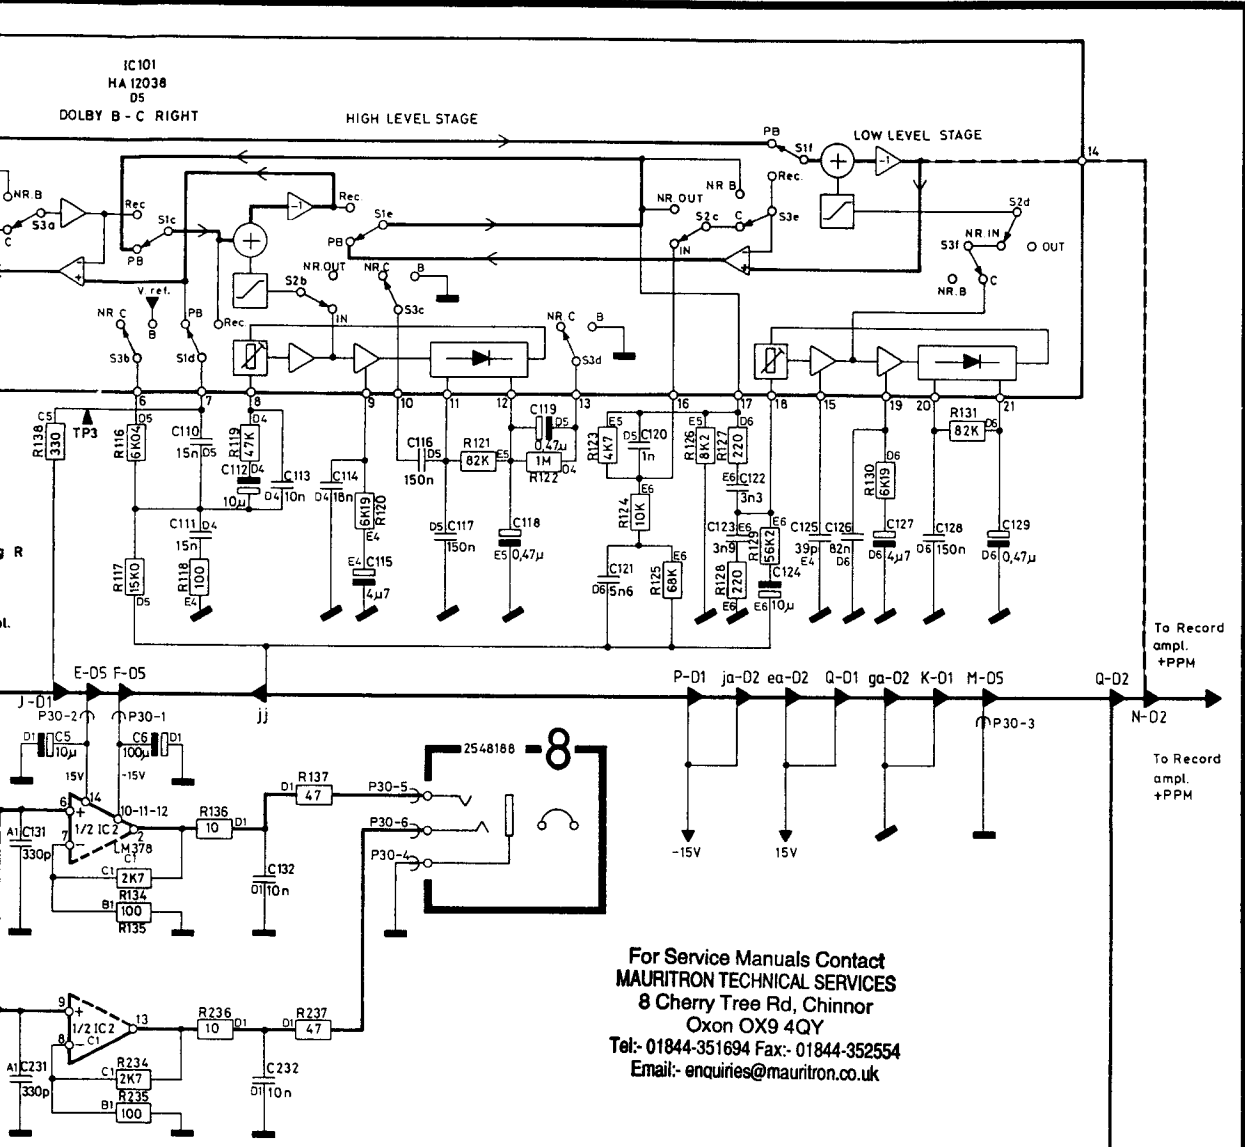 IC101
HA 12038
D5
DOLBY B - C RIGHT
HIGH LEVEL STAGE
LOW LEVEL STAGE
PB
S1f
14
NR.B
C
S3a
Rec
S1c
PB
-1
Rec
S1e
PB
NR OUT
NR B
Rec.
S2c
C
S3e
IN
-1
S2d
NR.IN
S3f
OUT
NR.B
C
V ref.
NR C
B
S3b
PB
S1d
Rec
NR.OUT
S2b
IN
NR.C
B
S3c
NR C
B
S3d
6
7
8
9
10
11
12
13
16
17
18
15
19
20
21
C5
R138
330
TP3
D5
R116
6K04
C110
15n
D5
D4
R119
47K
C112
D4
10μ
C113
D4
10n
C114
D4
18n
6K19
R120
E4
C116
D5
150n
R121
82K
E5
C119
D5
0,47μ
1M
R122
D4
E5
R123
4K7
D5
C120
1n
E5
R126
8K2
D6
R127
220
R131
82K
D6
D6
R130
6K19
E6
C122
3n3
E6
R124
10K
C111
D4
15n
R117
15K0
D5
R118
100
E4
E4
C115
4μ7
D5
C117
150n
C118
E5
0,47μ
C121
D6
5n6
E6
R125
68K
C123
E6
3n9
R128
220
E6
E6
R129
56K2
C124
E6
10μ
C125
39p
E4
C126
82n
D6
C127
D6
4μ7
C128
D6
150n
C129
D6
0,47μ
g R
pl.
To Record
ampl.
+PPM
J-D1
E-D5
F-D5
jj
P-D1
ja-D2
ea-D2
Q-D1
ga-D2
K-D1
M-D5
Q-D2
N-D2
P30-2
P30-1
P30-3
D1
C5
10μ
C6
D1
100μ
15V
-15V
-15V
15V
To Record
ampl.
+PPM
2548188
8
P30-5
P30-6
P30-4
6
14
+
10-11-12
1/2 IC2
2
7
-
LM378
C1
A1
C131
330p
C1
2K7
R134
B1
100
R135
R136
10
D1
D1
R137
47
C132
D1
10n
9
+
13
1/2 IC2
C1
8
-
A1
C231
330p
R234
C1
2K7
R235
B1
100
R236
10
D1
D1
R237
47
C232
D1
10n
For Service Manuals Contact
MAURITRON TECHNICAL SERVICES
8 Cherry Tree Rd, Chinnor
Oxon OX9 4QY
Tel:- 01844-351694 Fax:- 01844-352554
Email:- enquiries@mauritron.co.uk